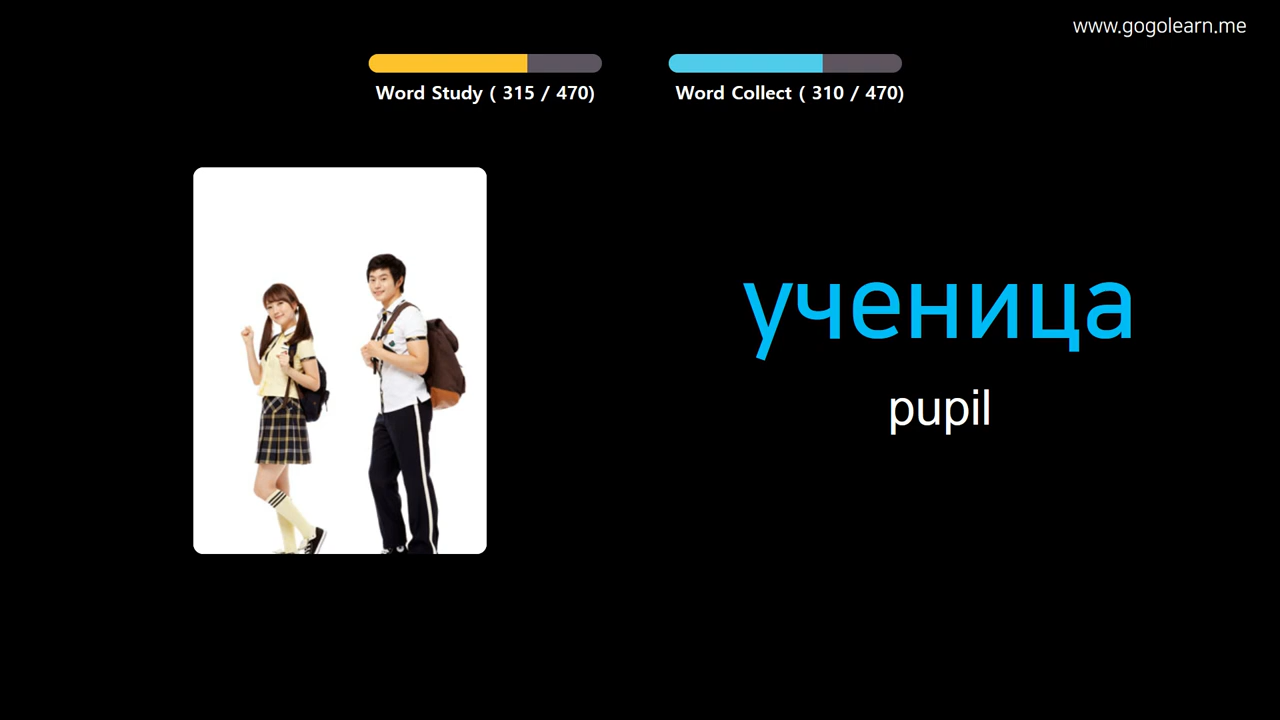 www.gogolearn.me
Word Study ( 315 / 470)
Word Collect ( 310 / 470)
ученица
pupil